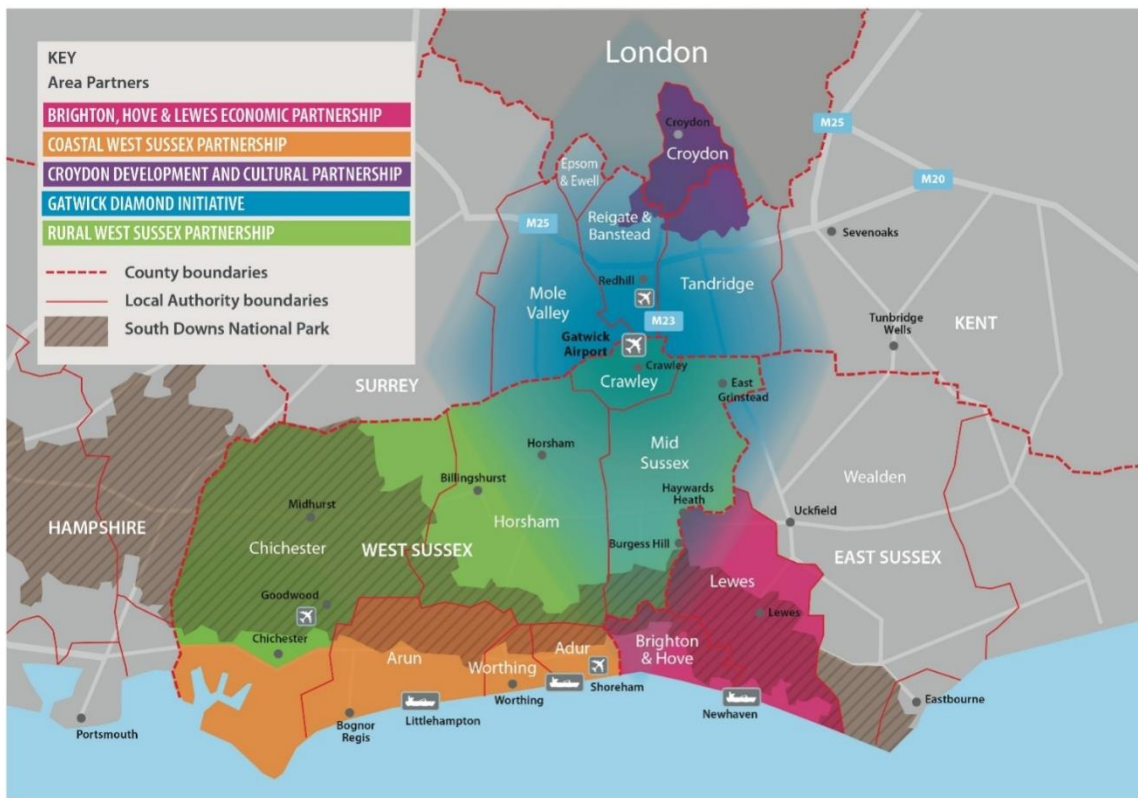 KEY
Area Partners
BRIGHTON, HOVE & LEWES ECONOMIC PARTNERSHIP
COASTAL WEST SUSSEX PARTNERSHIP
CROYDON DEVELOPMENT AND CULTURAL PARTNERSHIP
GATWICK DIAMOND INITIATIVE
RURAL WEST SUSSEX PARTNERSHIP
County boundaries
Local Authority boundaries
South Downs National Park
London
Croydon
Croydon
M25
M20
Epsom
& Ewell
Reigate &
Banstead
M25
Sevenoaks
Redhill
Tandridge
Mole
Valley
M23
Tunbridge
Wells
KENT
Gatwick
Airport
Crawley
Crawley
SURREY
East
Grinstead
Horsham
Mid
Sussex
Billingshurst
Wealden
Haywards
Heath
Midhurst
Uckfield
HAMPSHIRE
Horsham
Chichester
WEST SUSSEX
Burgess Hill
EAST SUSSEX
Lewes
Goodwood
Lewes
Chichester
Arun
Adur
Brighton
& Hove
Worthing
Shoreham
Eastbourne
Worthing
Newhaven
Portsmouth
Bognor
Regis
Littlehampton